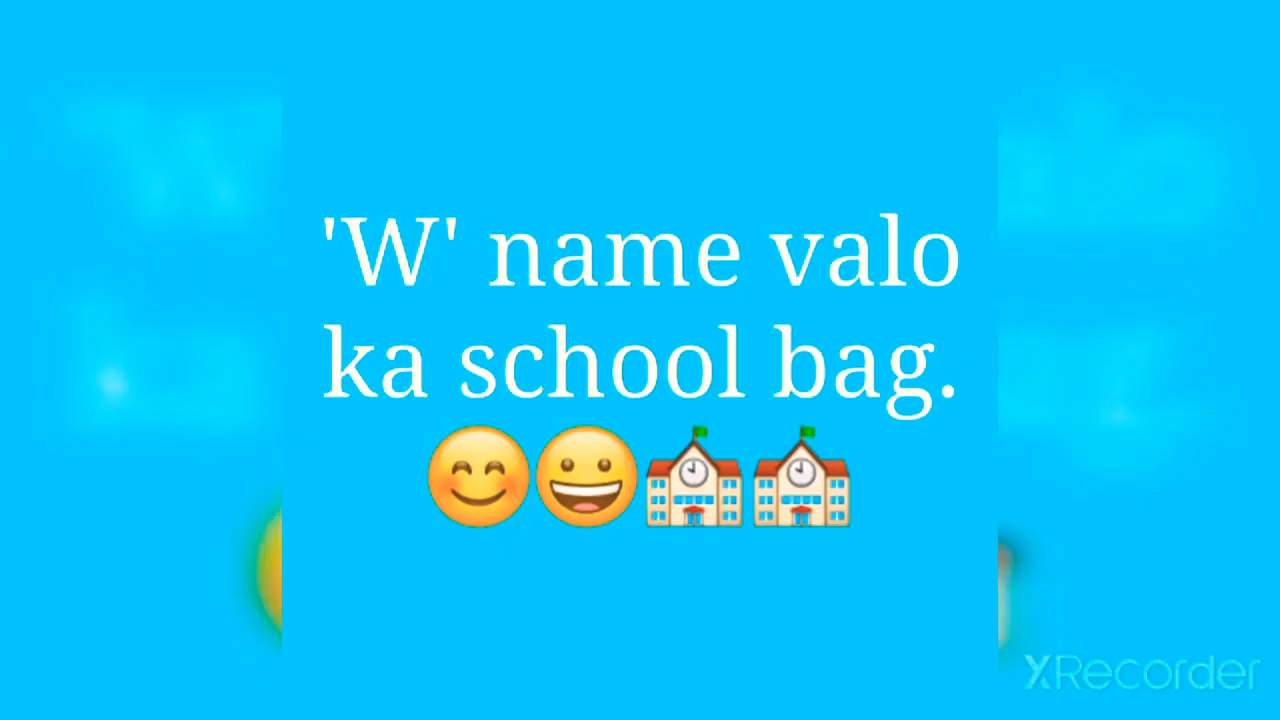 'W' name valo
ka school bag.
😊😀🏫🏫
XRecorder